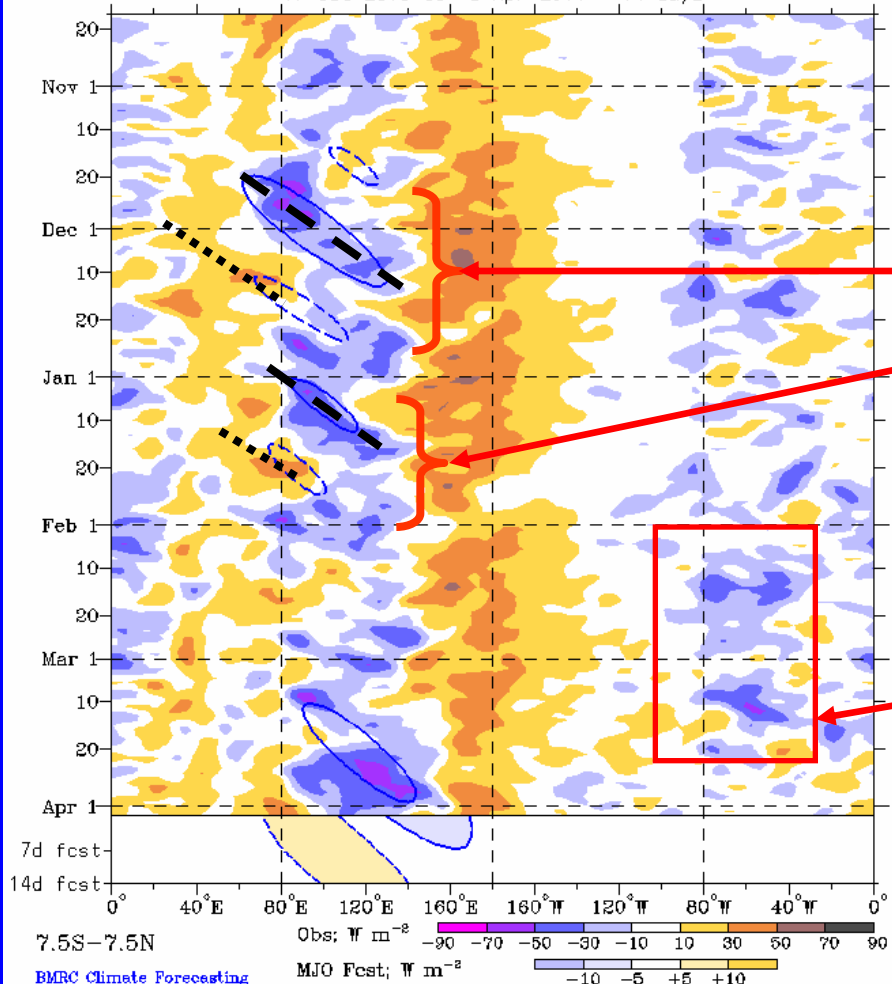 20
Nov 1
10
20
Dec 1
10
20
Jan 1
10
20
Feb 1
10
20
Mar 1
10
20
Apr 1
7d fcst
14d fcst
0° 40°E 80°E 120°E 160°E 160°W 120°W 80°W 40°W 0°
7.5S-7.5N
Obs: W m-2
-90 -70 -50 -30 -10 10 30 50 70 90
BMRC Climate Forecasting
MJO Fcst; W m-2
-10 -5 +5 +10